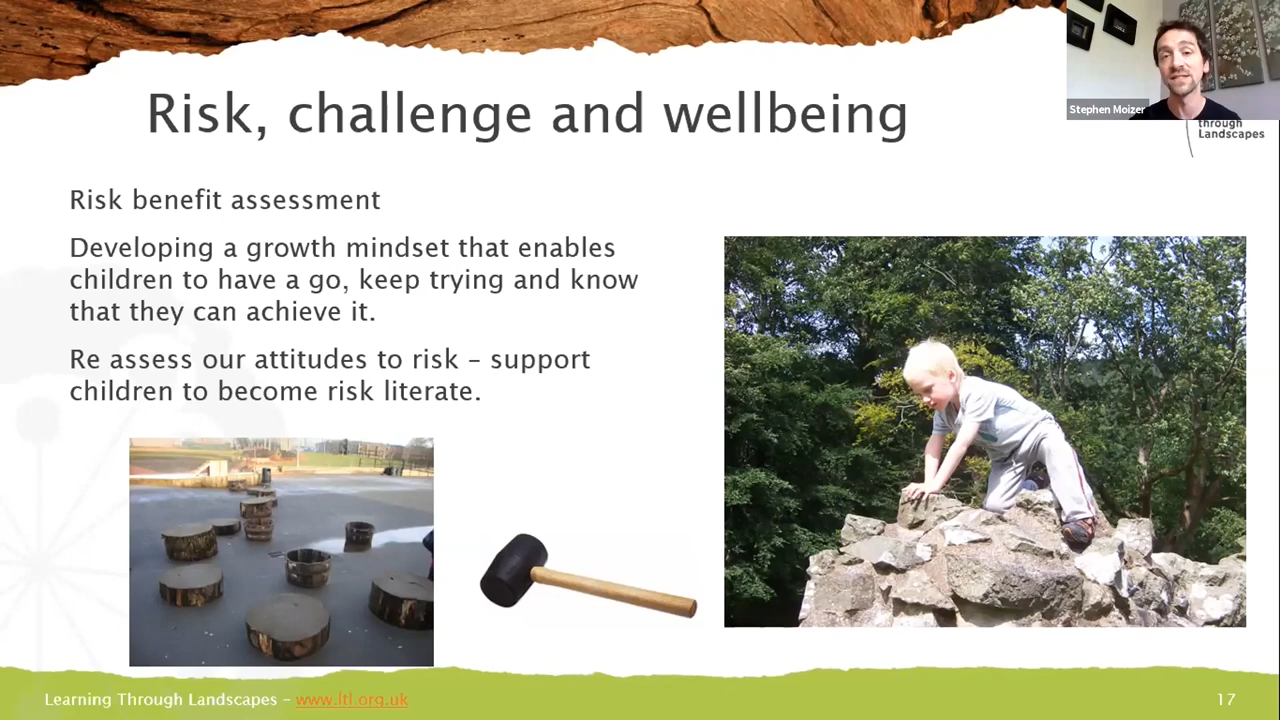 Risk, challenge and wellbeing
Stephen Moizer
through
Landscapes
Risk benefit assessment
Developing a growth mindset that enables
children to have a go, keep trying and know
that they can achieve it.
Re assess our attitudes to risk – support
children to become risk literate.
Learning Through Landscapes – www.ltl.org.uk
17